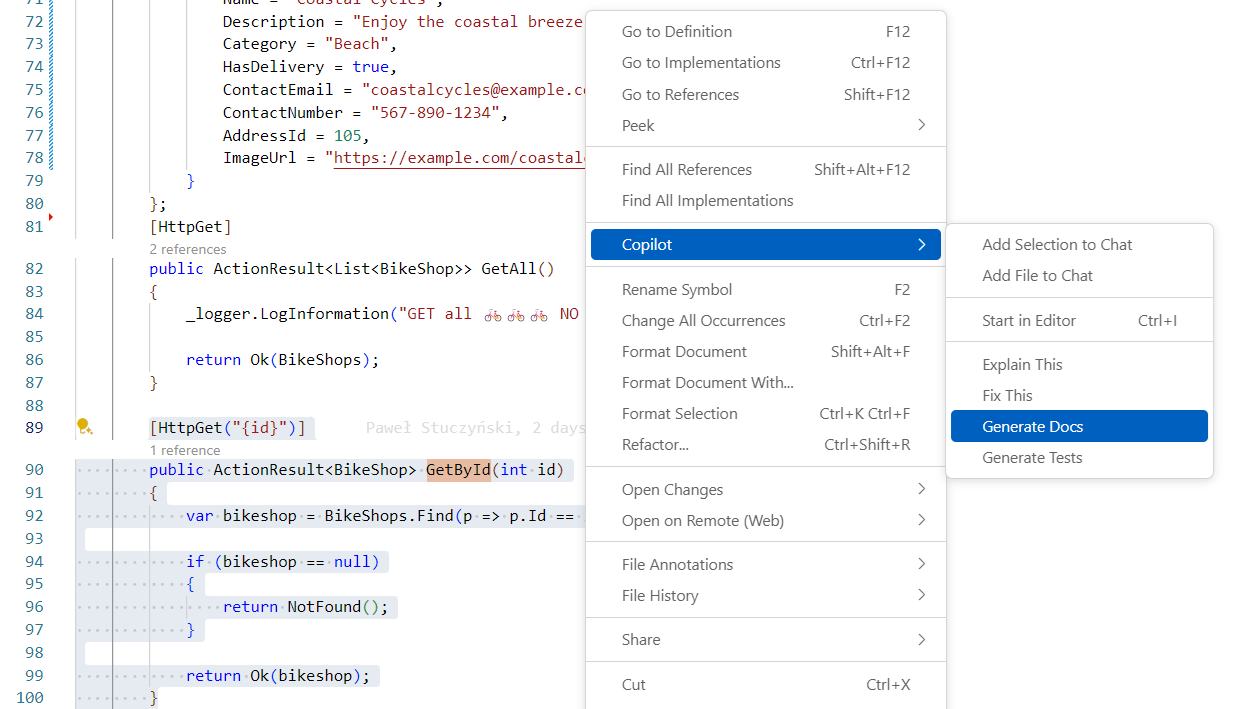 71 Name = "Coastal Cycles",
72 Description = "Enjoy the coastal breeze
73 Category = "Beach",
74 HasDelivery = true,
75 ContactEmail = "coastalcycles@example.co
76 ContactNumber = "567-890-1234",
77 AddressId = 105,
78 ImageUrl = "https://example.com/coastalc
79 }
80 };
81 [HttpGet]
2 references
82 public ActionResult<List<BikeShop>> GetAll()
83 {
84 _logger.LogInformation("GET all 🚲🚲🚲 NO
85
86 return Ok(BikeShops);
87 }
88
89 [HttpGet("{id}")] Paweł Stuczyński, 2 days
1 reference
90 public ActionResult<BikeShop> GetById(int id)
91 {
92 var bikeshop = BikeShops.Find(p => p.Id ==
93
94 if (bikeshop == null)
95 {
96 return NotFound();
97 }
98
99 return Ok(bikeshop);
100 }
Go to Definition F12
Go to Implementations Ctrl+F12
Go to References Shift+F12
Peek
Find All References Shift+Alt+F12
Find All Implementations
Copilot
Rename Symbol F2
Change All Occurrences Ctrl+F2
Format Document Shift+Alt+F
Format Document With...
Format Selection Ctrl+K Ctrl+F
Refactor... Ctrl+Shift+R
Open Changes
Open on Remote (Web)
File Annotations
File History
Share
Cut Ctrl+X
Add Selection to Chat
Add File to Chat
Start in Editor Ctrl+I
Explain This
Fix This
Generate Docs
Generate Tests